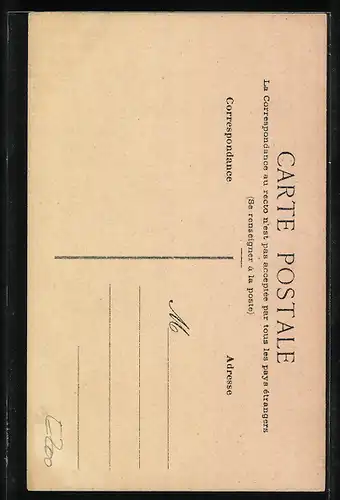 CARTE POSTALE
La Correspondance au recto n'est pas acceptée par tous les pays étrangers
(Se renseigner à la poste)
Correspondance
Adresse
M